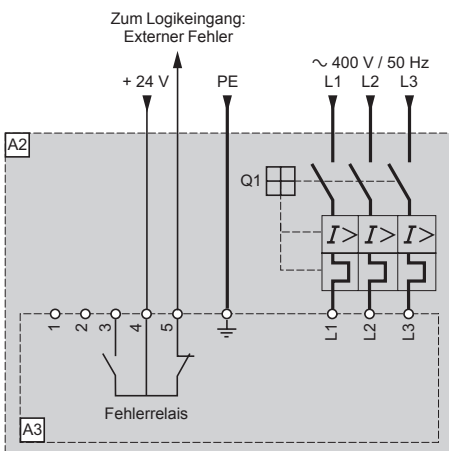 Zum Logikeingang:
Externer Fehler
~ 400 V / 50 Hz
+ 24 V PE L1 L2 L3
A2
Q1
I> I> I>
1 2 3 4 5 L1 L2 L3
Fehlerrelais
A3